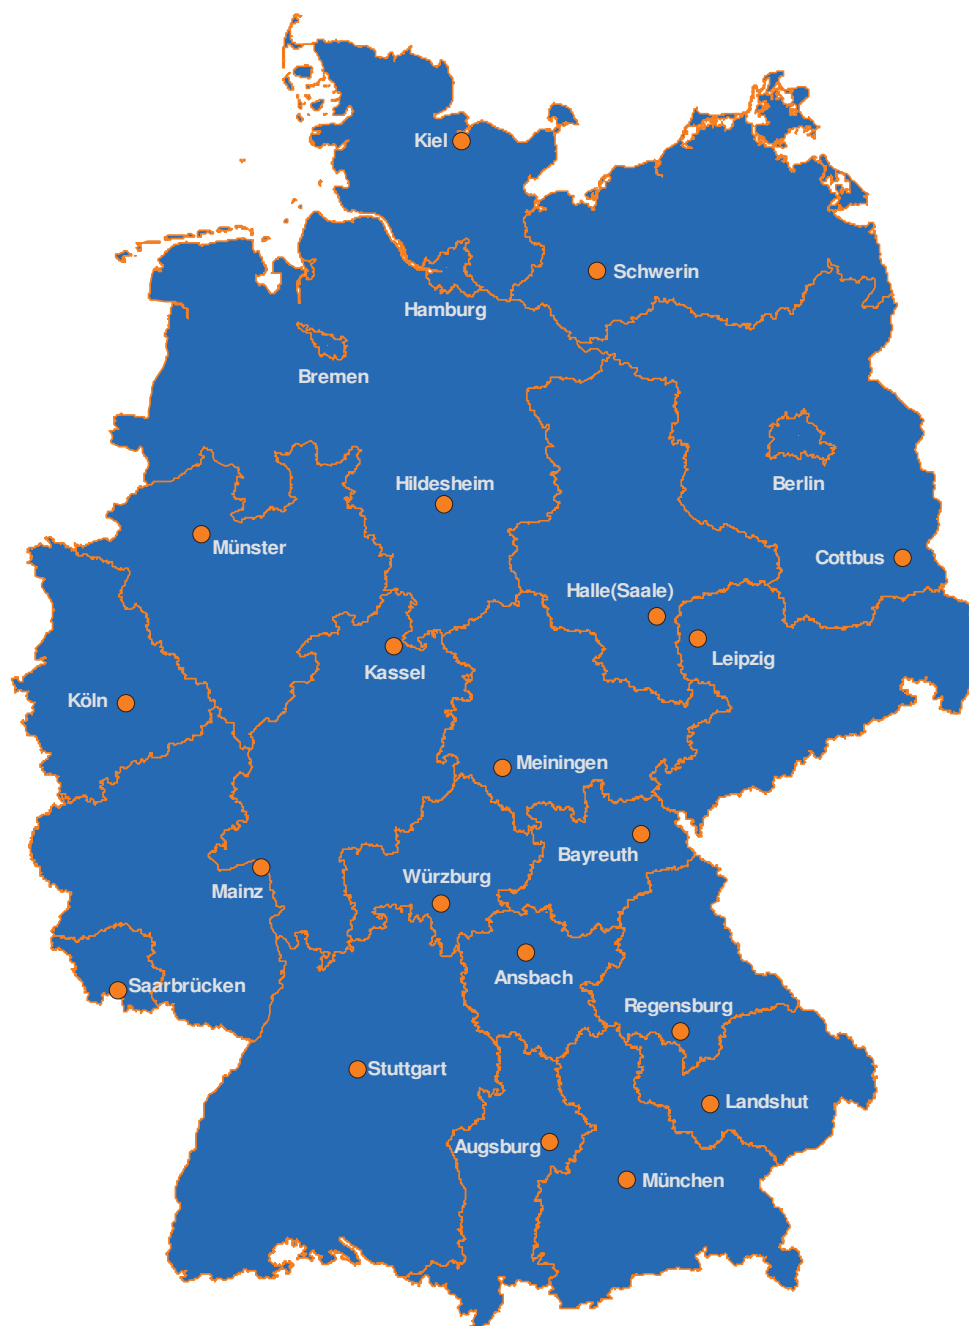 Kiel
Schwerin
Hamburg
Bremen
Hildesheim
Berlin
Münster
Cottbus
Halle(Saale)
Leipzig
Kassel
Köln
Meiningen
Bayreuth
Würzburg
Mainz
Ansbach
Saarbrücken
Regensburg
Stuttgart
Landshut
Augsburg
München